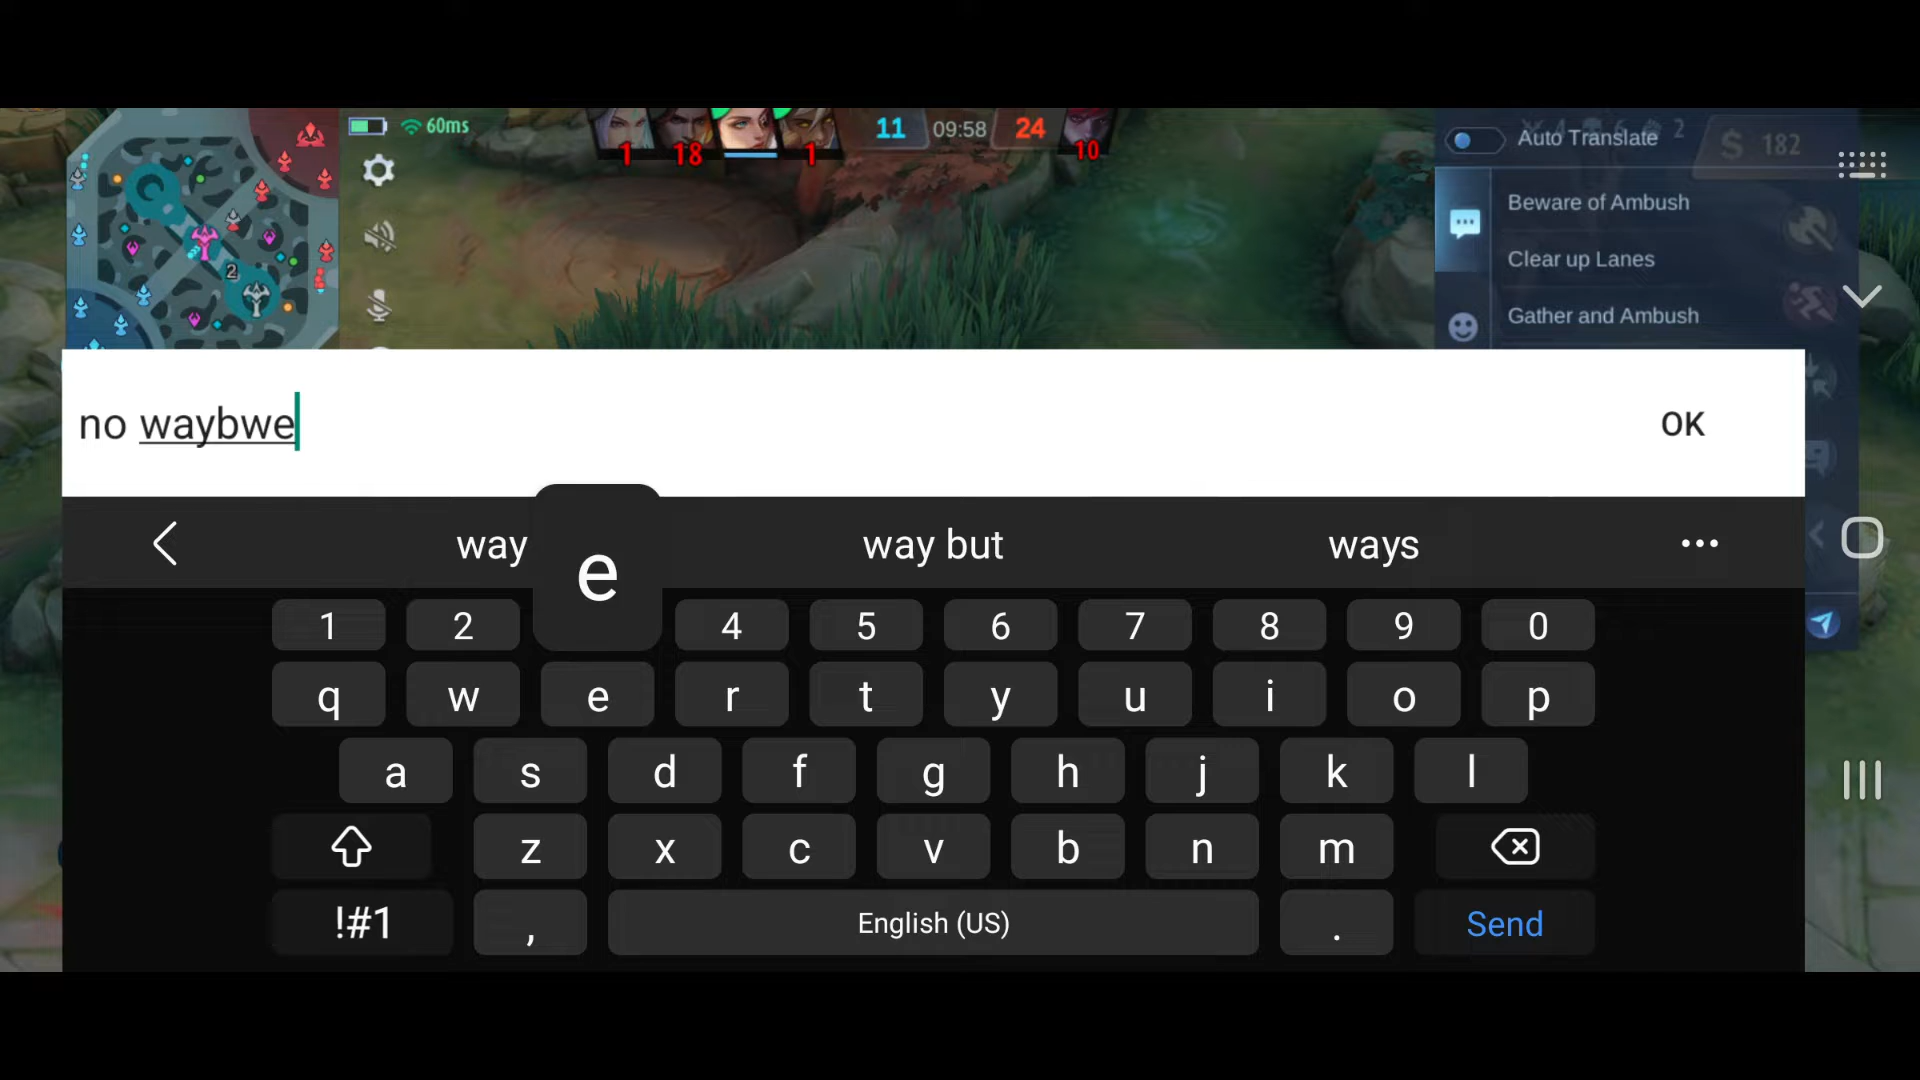 60ms
11 09:58 24
1 18 1 10
Auto Translate
$ 182
Beware of Ambush
Clear up Lanes
Gather and Ambush
2
no waybwe
OK
way way but ways
e
1 2 4 5 6 7 8 9 0
q w e r t y u i o p
a s d f g h j k l
z x c v b n m
!#1 , English (US) . Send